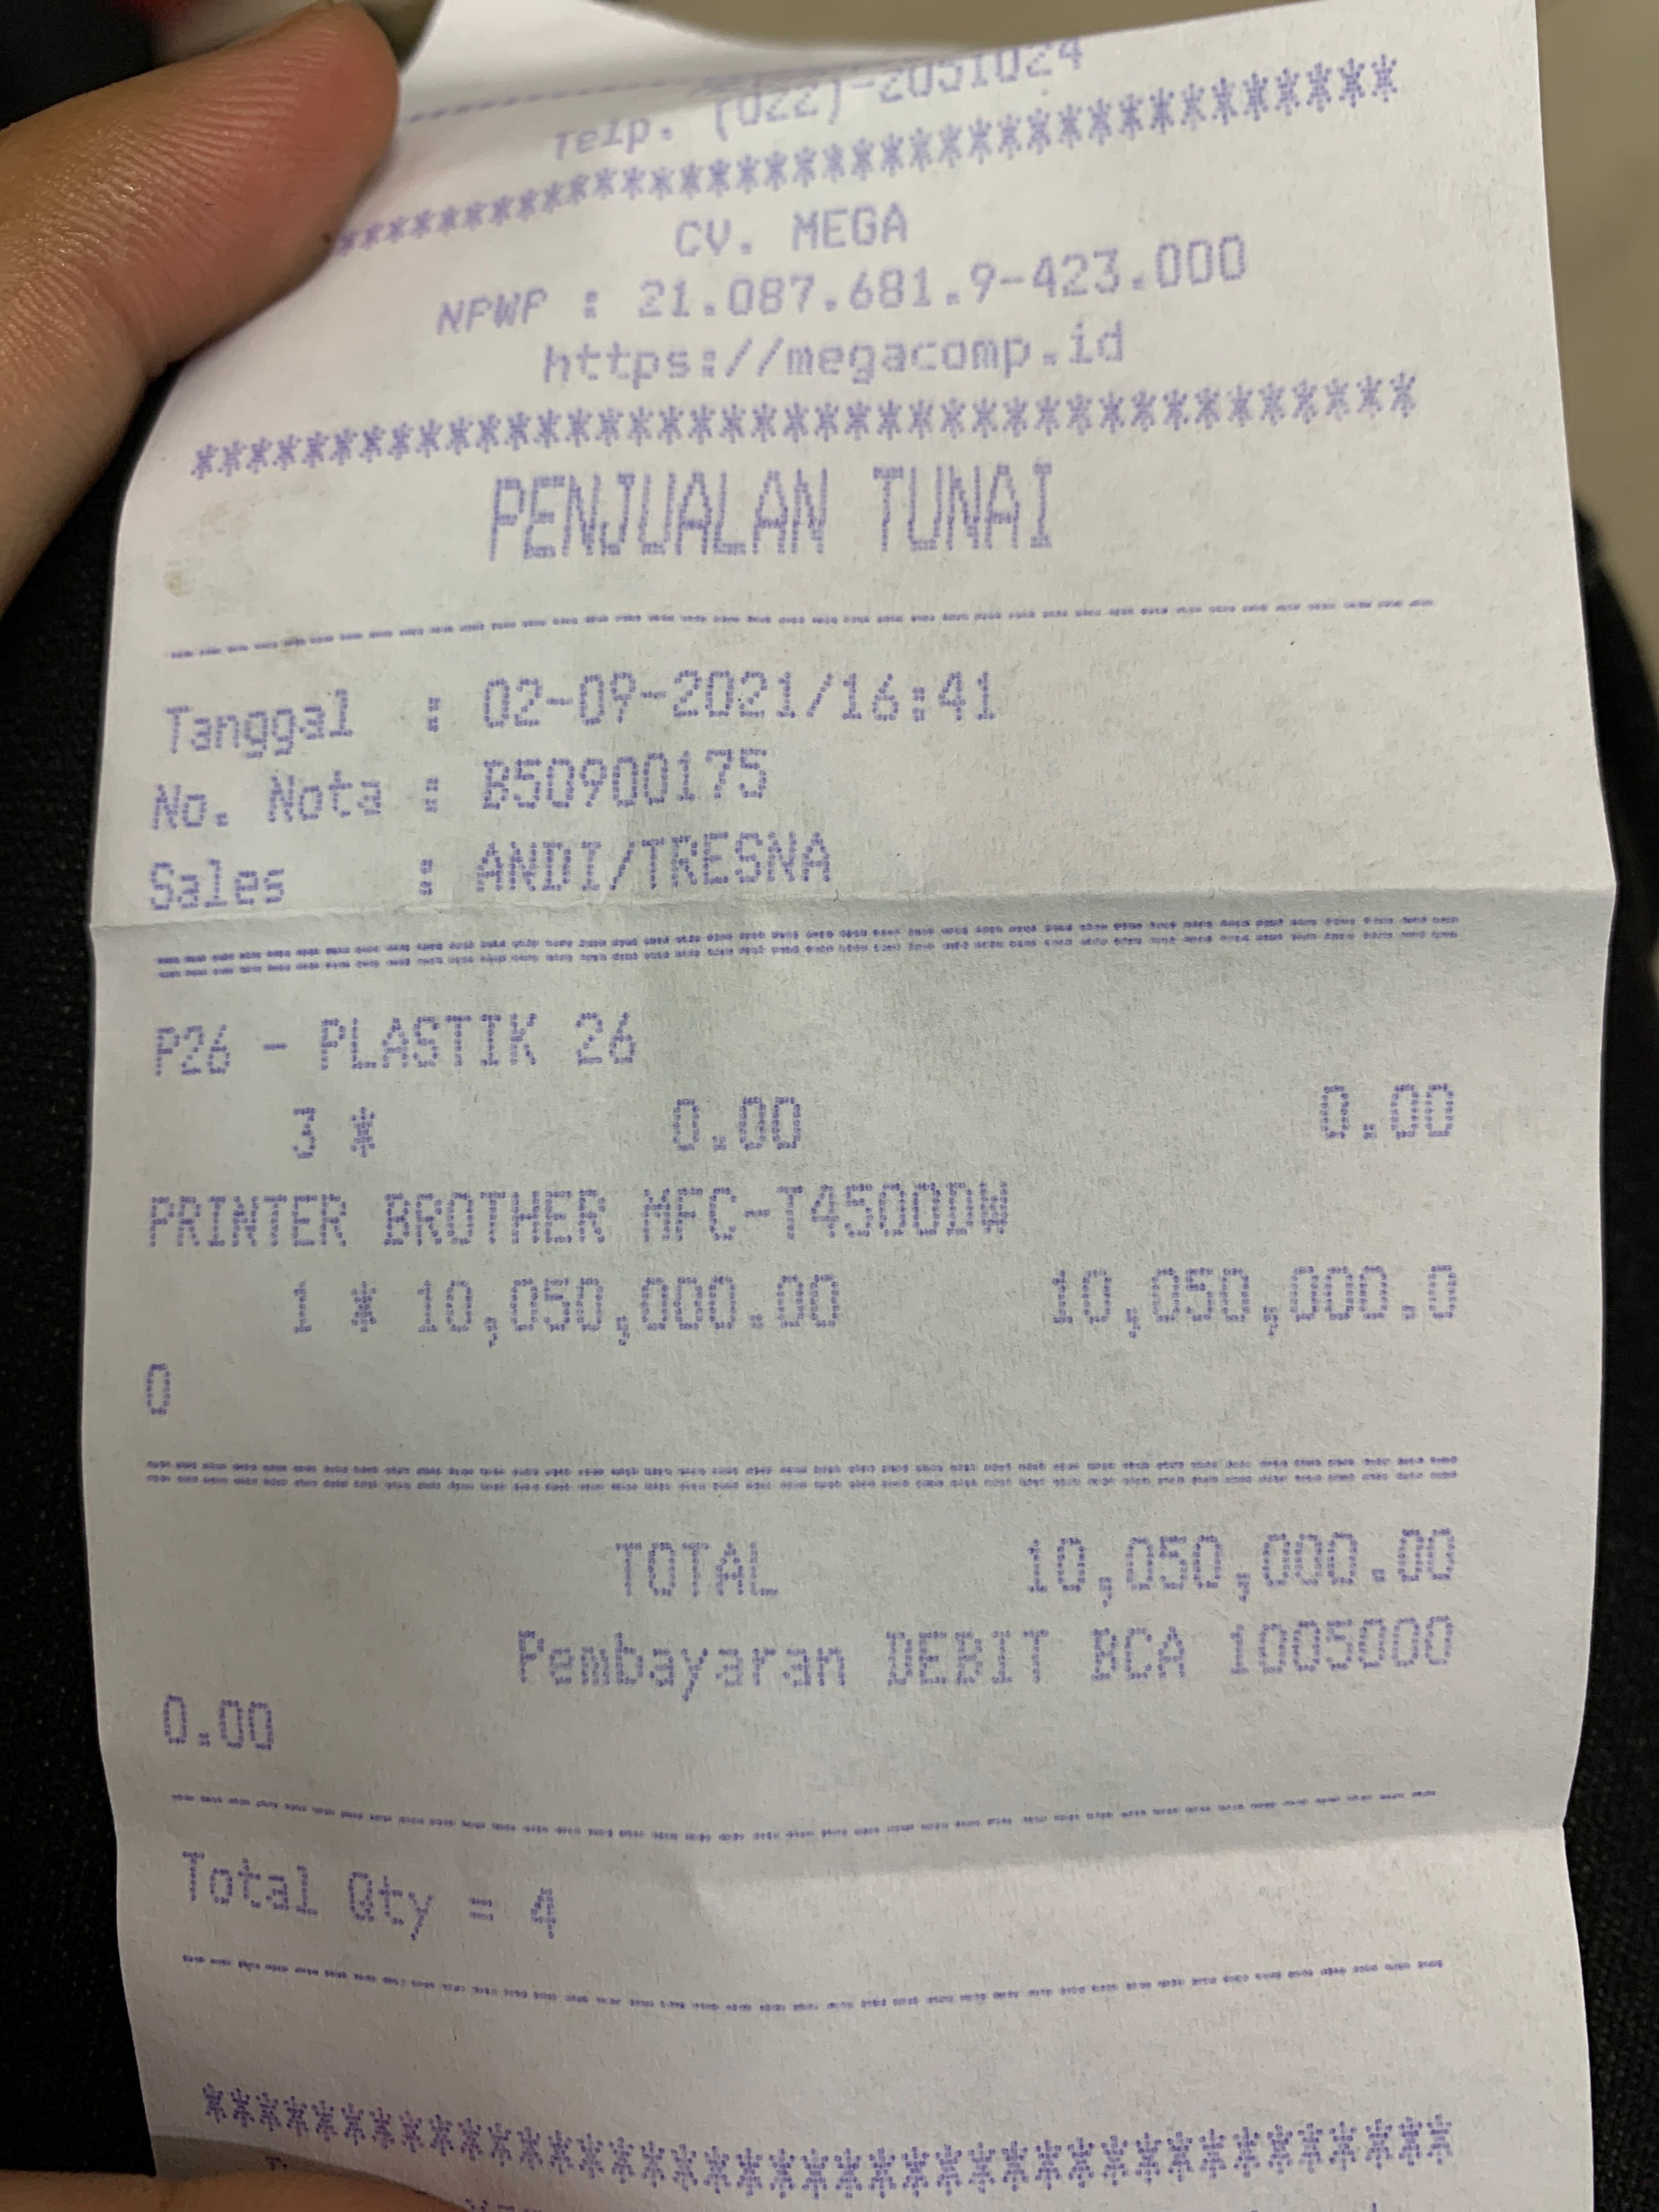 Telp. (022)-2051024
********************************************
CV. MEGA
NPWP : 21.087.681.9-423.000
https://megacomp.id
****************************************
PENJUALAN TUNAI
----------------------------------------
Tanggal : 02-09-2021/16:41
No. Nota : B50900175
Sales : ANDI/TRESNA
========================================
P26 - PLASTIK 26
3 * 0.00 0.00
PRINTER BROTHER MFC-T4500DW
1 * 10,050,000.00 10,050,000.0
0
========================================
TOTAL 10,050,000.00
Pembayaran DEBIT BCA 1005000
0.00
----------------------------------------
Total Qty = 4
----------------------------------------
****************************************